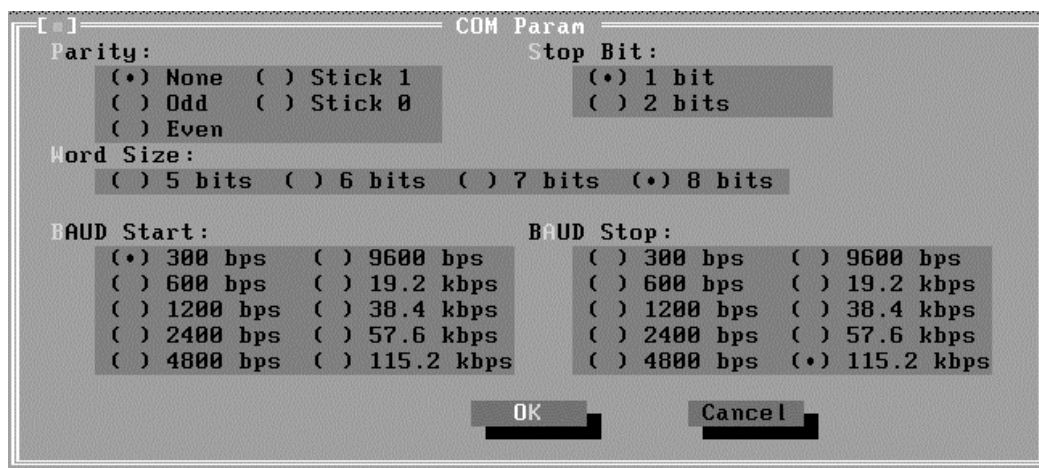 [■] COM Param
Parity: Stop Bit:
(•) None ( ) Stick 1 (•) 1 bit
( ) Odd ( ) Stick 0 ( ) 2 bits
( ) Even
Word Size:
( ) 5 bits ( ) 6 bits ( ) 7 bits (•) 8 bits
BAUD Start: BAUD Stop:
(•) 300 bps ( ) 9600 bps ( ) 300 bps ( ) 9600 bps
( ) 600 bps ( ) 19.2 kbps ( ) 600 bps ( ) 19.2 kbps
( ) 1200 bps ( ) 38.4 kbps ( ) 1200 bps ( ) 38.4 kbps
( ) 2400 bps ( ) 57.6 kbps ( ) 2400 bps ( ) 57.6 kbps
( ) 4800 bps ( ) 115.2 kbps ( ) 4800 bps (•) 115.2 kbps
OK Cancel